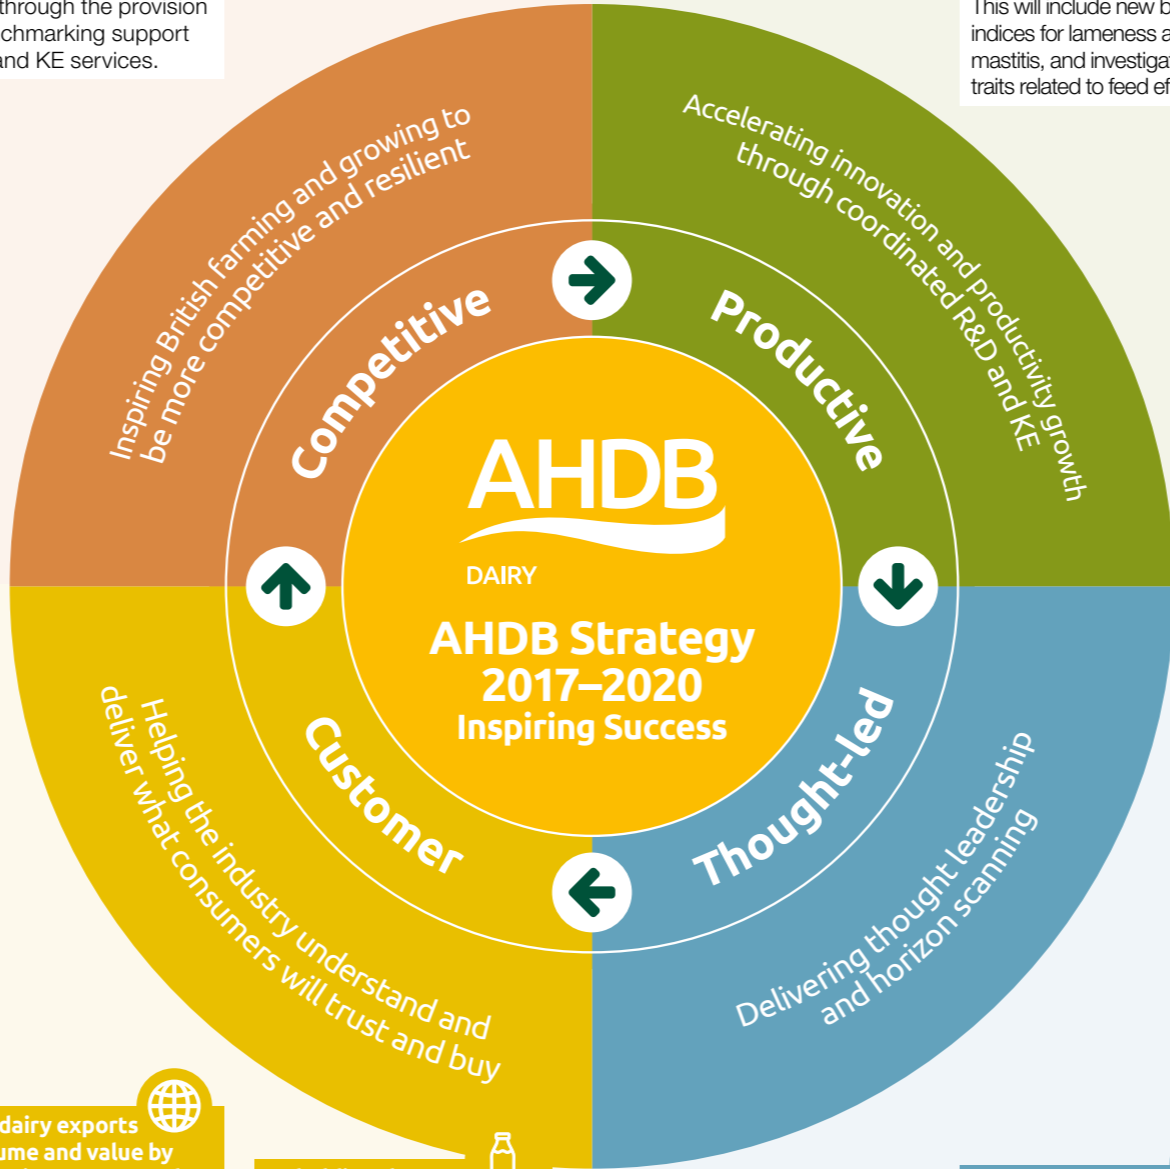 through the provision
chmarking support
and KE services.
This will include new b
indices for lameness a
mastitis, and investiga
traits related to feed ef
Inspiring British farming and growing to
be more competitive and resilient
Accelerating innovation and productivity growth
through coordinated R&D and KE
Competitive
Productive
AHDB
DAIRY
AHDB Strategy
2017–2020
Inspiring Success
Customer
Thought-led
Helping the industry understand and
deliver what consumers will trust and buy
Delivering thought leadership
and horizon scanning
dairy exports
ume and value by